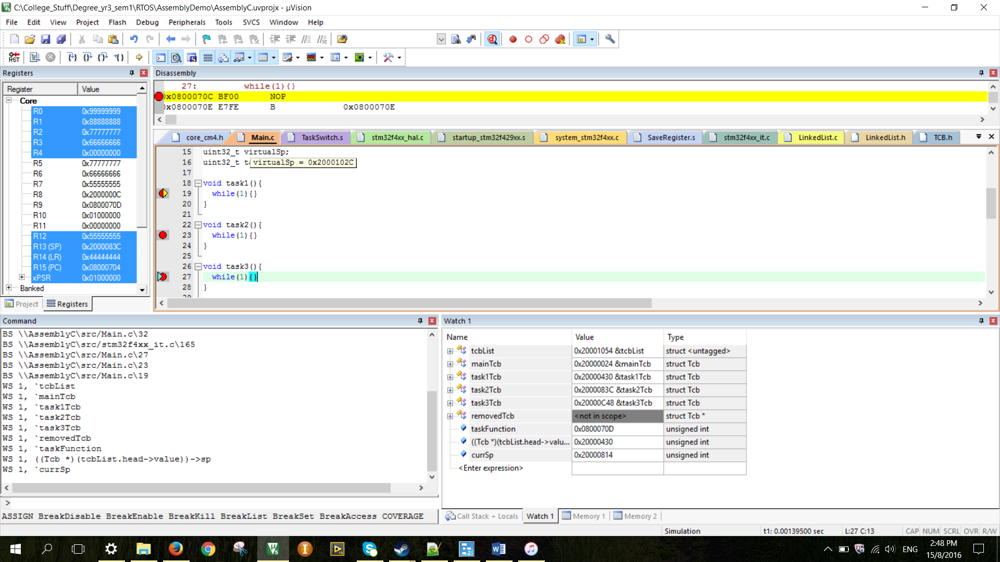 C:\College_Stuff\Degree_yr3_sem1\RTOS\AssemblyDemo\AssemblyC.uvprojx - µVision
File Edit View Project Flash Debug Peripherals Tools SVCS Window Help
Registers
Register Value
Core
R0 0x99999999
R1 0x88888888
R2 0x77777777
R3 0x66666666
R4 0x00000000
R5 0x77777777
R6 0x66666666
R7 0x55555555
R8 0x2000000C
R9 0x0800070D
R10 0x01000000
R11 0x00000000
R12 0x55555555
R13 (SP) 0x2000083C
R14 (LR) 0x44444444
R15 (PC) 0x08000704
xPSR 0x01000000
Banked
Project Registers
Disassembly
27: while(1){}
0x0800070C BF00 NOP
0x0800070E E7FE B 0x0800070E
core_cm4.h Main.c TaskSwitch.s stm32f4xx_hal.c startup_stm32f429xx.s system_stm32f4xx.c SaveRegister.s stm32f4xx_it.c LinkedList.c LinkedList.h TCB.h
15 uint32_t virtualSp;
16 uint32_t virtualSp = 0x2000102C
17
18 void task1(){
19 while(1){}
20 }
21
22 void task2(){
23 while(1){}
24 }
25
26 void task3(){
27 while(1){}
28 }
29
Command
BS \\AssemblyC\src/Main.c\32
BS \\AssemblyC\src/stm32f4xx_it.c\165
BS \\AssemblyC\src/Main.c\27
BS \\AssemblyC\src/Main.c\23
BS \\AssemblyC\src/Main.c\19
WS 1, `tcbList
WS 1, `mainTcb
WS 1, `task1Tcb
WS 1, `task2Tcb
WS 1, `task3Tcb
WS 1, `removedTcb
WS 1, `taskFunction
WS 1, ((Tcb *)(tcbList.head->value))->sp
WS 1, `currSp
>
ASSIGN BreakDisable BreakEnable BreakKill BreakList BreakSet BreakAccess COVERAGE
Watch 1
Name Value Type
tcbList 0x20001054 &tcbList struct <untagged>
mainTcb 0x20000024 &mainTcb struct Tcb
task1Tcb 0x20000430 &task1Tcb struct Tcb
task2Tcb 0x2000083C &task2Tcb struct Tcb
task3Tcb 0x20000C48 &task3Tcb struct Tcb
removedTcb <not in scope> struct Tcb *
taskFunction 0x0800070D unsigned int
((Tcb *)(tcbList.head->valu... 0x20000430 unsigned int
currSp 0x20000814 unsigned int
<Enter expression>
Call Stack + Locals Watch 1 Memory 1 Memory 2
Simulation t1: 0.00139500 sec L:27 C:13 CAP NUM SCRL OVR R/W
ENG
2:48 PM
15/8/2016